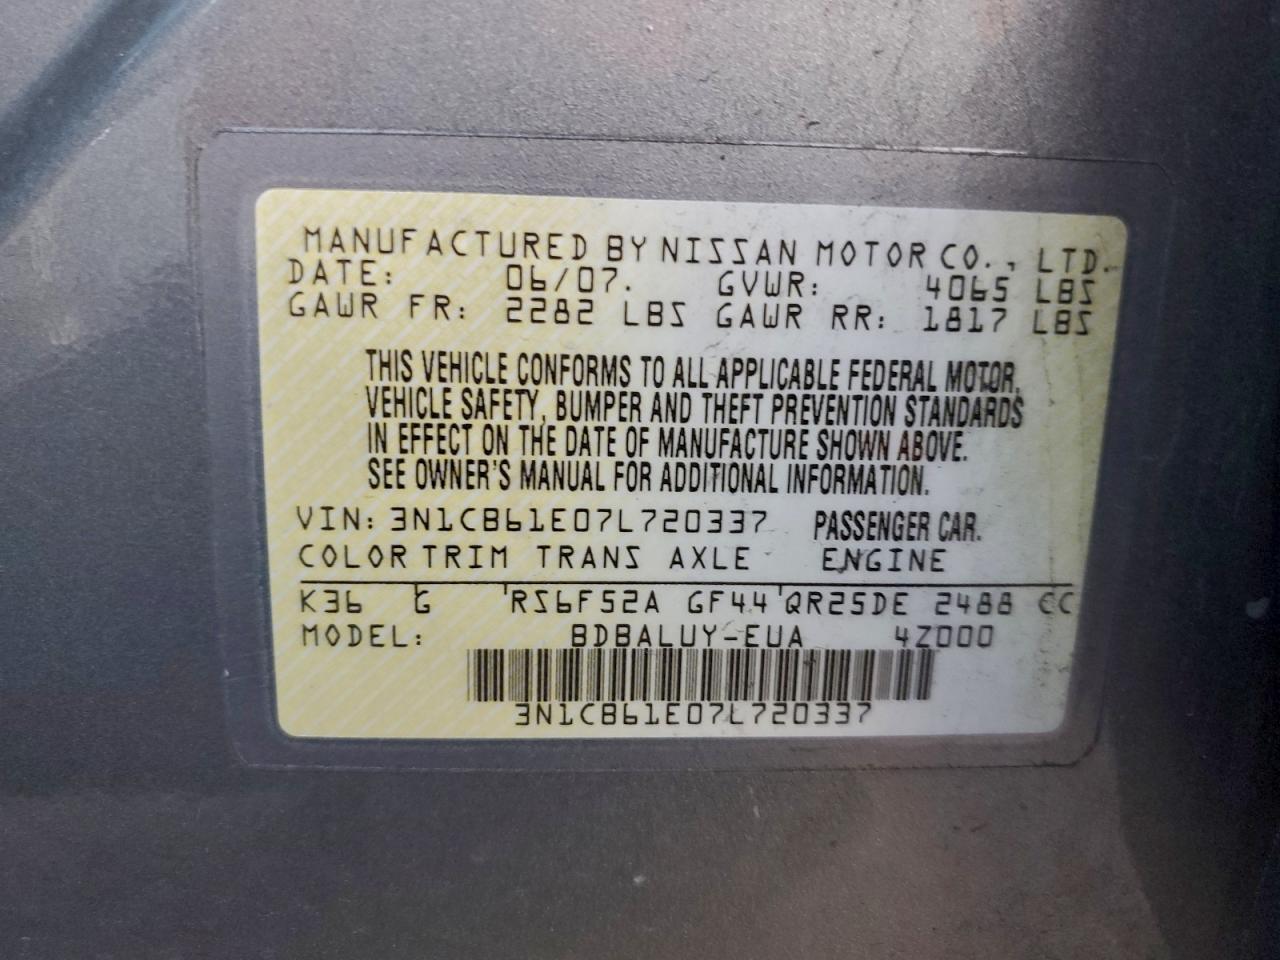 MANUFACTURED BY NISSAN MOTOR CO., LTD.
DATE: 06/07. GVWR: 4065 LBS
GAWR FR: 2282 LBS GAWR RR: 1817 LBS
THIS VEHICLE CONFORMS TO ALL APPLICABLE FEDERAL MOTOR
VEHICLE SAFETY, BUMPER AND THEFT PREVENTION STANDARDS
IN EFFECT ON THE DATE OF MANUFACTURE SHOWN ABOVE.
SEE OWNER'S MANUAL FOR ADDITIONAL INFORMATION.
VIN: 3N1CB61E07L720337 PASSENGER CAR.
COLOR TRIM TRANS AXLE ENGINE
K36 G RS6F52A GF44 QR25DE 2488 CC
MODEL: BDBALUY-EUA 4Z000
3N1CB61E07L720337